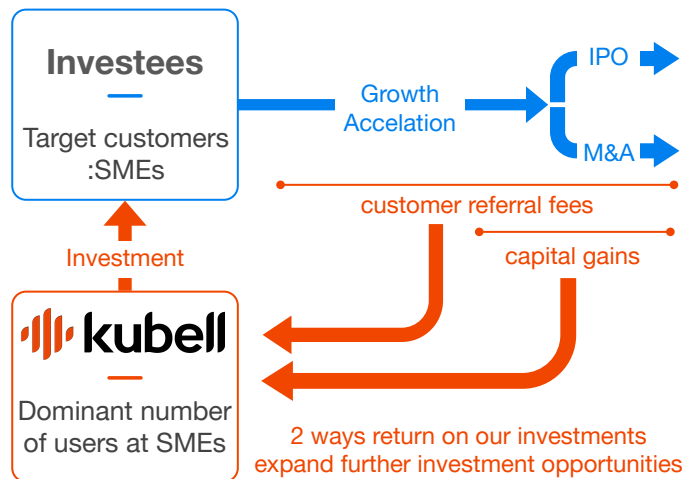 Investees
Target customers
:SMEs
Growth
Accelation
IPO
M&A
customer referral fees
capital gains
Investment
kubell
Dominant number
of users at SMEs
2 ways return on our investments
expand further investment opportunities